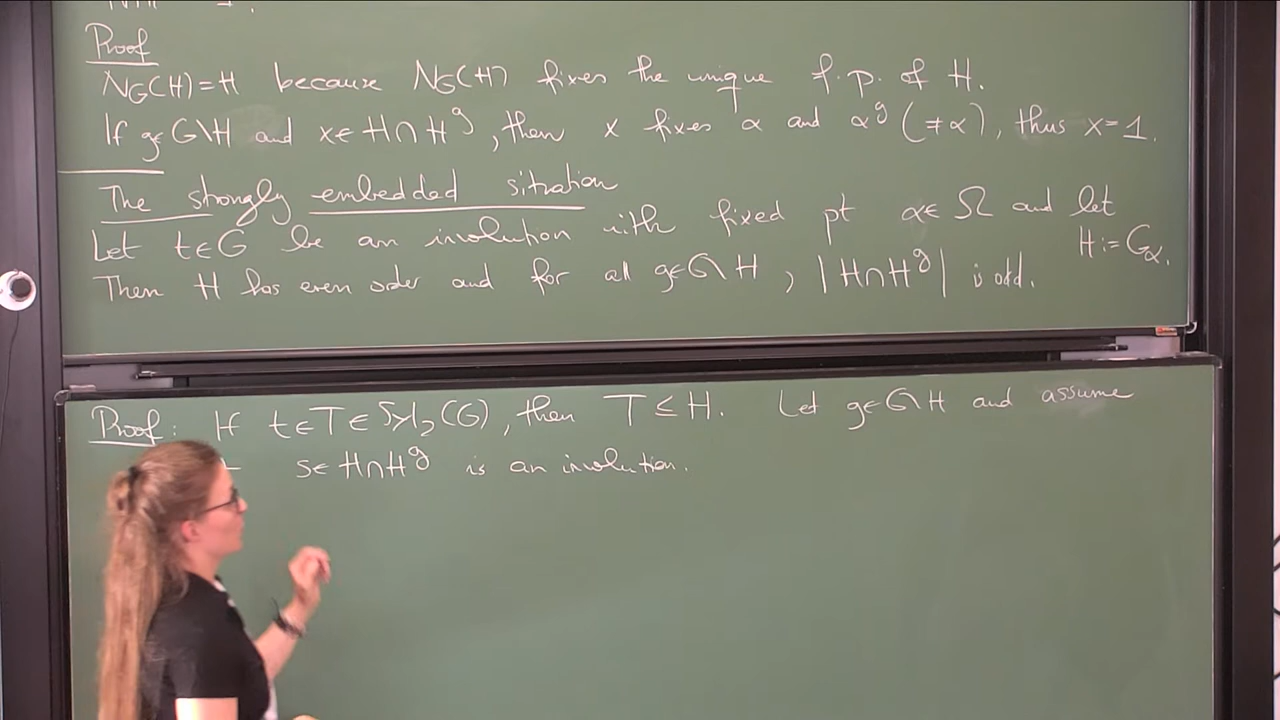 Proof
N_G(H)=H because N_G(H) fixes the unique f.p. of H.
If g∈G\H and x∈H∩H^g, then x fixes α and α^g (≠α), thus x=1.
The strongly embedded situation
Let t∈G be an involution with fixed pt α∈Ω and let H:=G_α.
Then H has even order and for all g∈G\H, |H∩H^g| is odd.
Proof: If t∈T∈Syl_2(G), then T≤H. Let g∈G\H and assume
s∈H∩H^g is an involution.